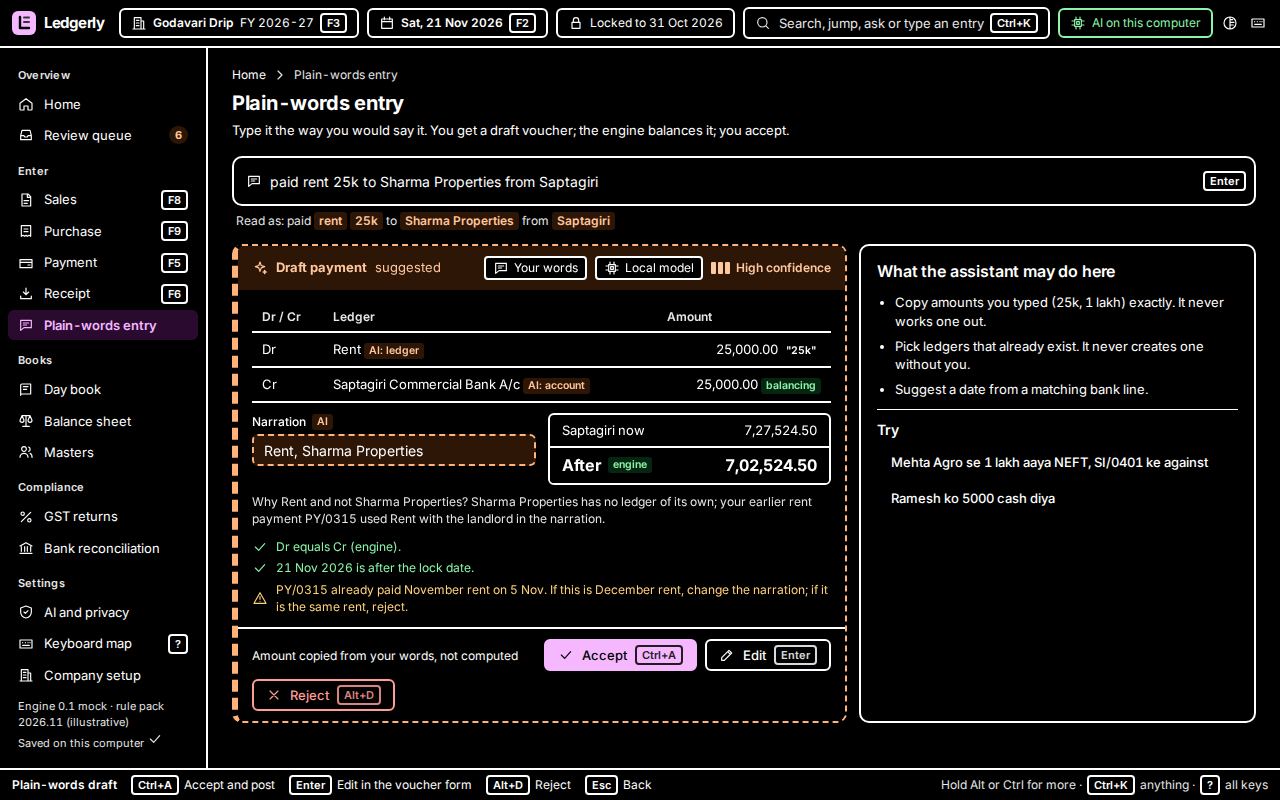 Ledgerly
Godavari Drip FY 2026-27 F3
Sat, 21 Nov 2026 F2
Locked to 31 Oct 2026
Search, jump, ask or type an entry Ctrl+K
AI on this computer
Overview
Home
Review queue 6
Enter
Sales F8
Purchase F9
Payment F5
Receipt F6
Plain-words entry
Books
Day book
Balance sheet
Masters
Compliance
GST returns
Bank reconciliation
Settings
AI and privacy
Keyboard map ?
Company setup
Engine 0.1 mock · rule pack
2026.11 (illustrative)
Saved on this computer
Home Plain-words entry
Plain-words entry
Type it the way you would say it. You get a draft voucher; the engine balances it; you accept.
paid rent 25k to Sharma Properties from Saptagiri Enter
Read as: paid rent 25k to Sharma Properties from Saptagiri
Draft payment suggested Your words Local model High confidence
Dr / Cr Ledger Amount
Dr Rent AI: ledger 25,000.00 "25k"
Cr Saptagiri Commercial Bank A/c AI: account 25,000.00 balancing
Narration AI
Rent, Sharma Properties
Saptagiri now 7,27,524.50
After engine 7,02,524.50
Why Rent and not Sharma Properties? Sharma Properties has no ledger of its own; your earlier rent
payment PY/0315 used Rent with the landlord in the narration.
Dr equals Cr (engine).
21 Nov 2026 is after the lock date.
PY/0315 already paid November rent on 5 Nov. If this is December rent, change the narration; if it
is the same rent, reject.
Amount copied from your words, not computed
Accept Ctrl+A
Edit Enter
Reject Alt+D
What the assistant may do here
• Copy amounts you typed (25k, 1 lakh) exactly. It never
works one out.
• Pick ledgers that already exist. It never creates one
without you.
• Suggest a date from a matching bank line.
Try
Mehta Agro se 1 lakh aaya NEFT, SI/0401 ke against
Ramesh ko 5000 cash diya
Plain-words draft Ctrl+A Accept and post Enter Edit in the voucher form Alt+D Reject Esc Back
Hold Alt or Ctrl for more · Ctrl+K anything · ? all keys